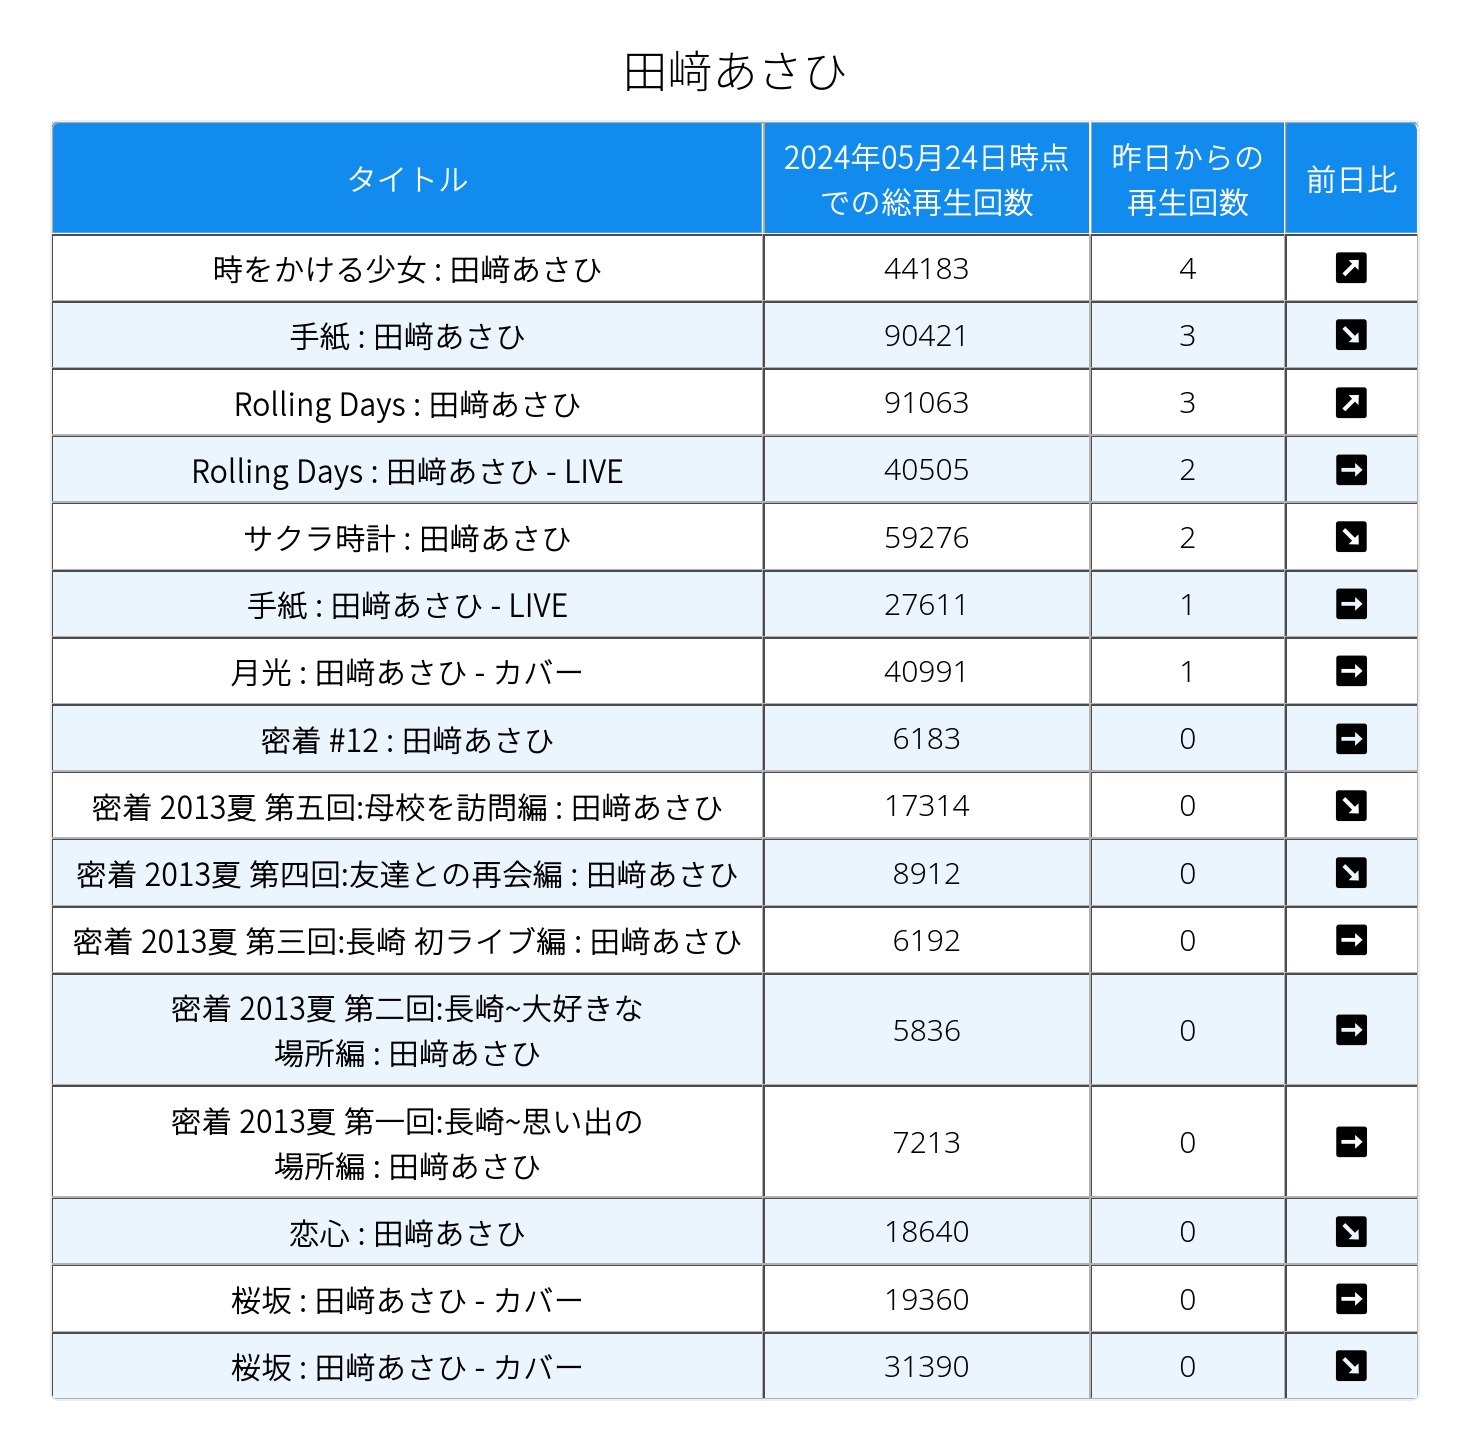 田﨑あさひ
タイトル
2024年05月24日時点
での総再生回数
昨日からの
再生回数
前日比
時をかける少女 : 田﨑あさひ 44183 4
手紙 : 田﨑あさひ 90421 3
Rolling Days : 田﨑あさひ 91063 3
Rolling Days : 田﨑あさひ - LIVE 40505 2
サクラ時計 : 田﨑あさひ 59276 2
手紙 : 田﨑あさひ - LIVE 27611 1
月光 : 田﨑あさひ - カバー 40991 1
密着 #12 : 田﨑あさひ 6183 0
密着 2013夏 第五回:母校を訪問編 : 田﨑あさひ 17314 0
密着 2013夏 第四回:友達との再会編 : 田﨑あさひ 8912 0
密着 2013夏 第三回:長崎 初ライブ編 : 田﨑あさひ 6192 0
密着 2013夏 第二回:長崎~大好きな
場所編 : 田﨑あさひ 5836 0
密着 2013夏 第一回:長崎~思い出の
場所編 : 田﨑あさひ 7213 0
恋心 : 田﨑あさひ 18640 0
桜坂 : 田﨑あさひ - カバー 19360 0
桜坂 : 田﨑あさひ - カバー 31390 0